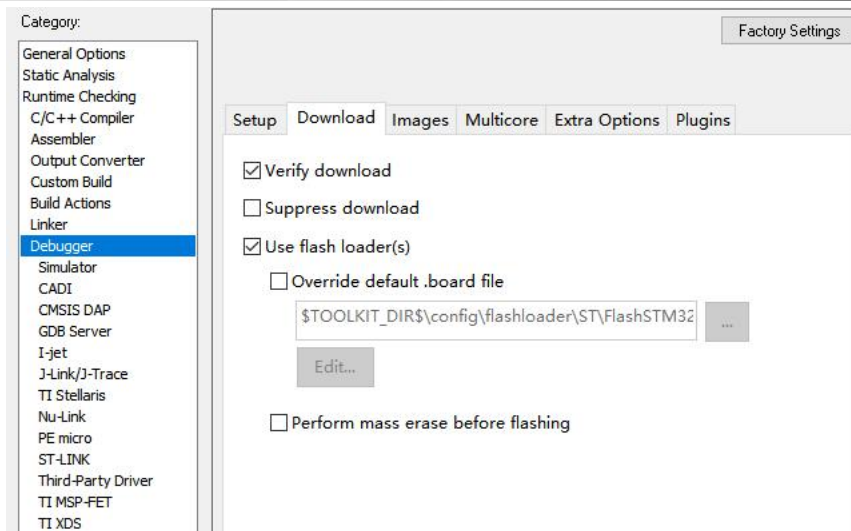 Category:
Factory Settings
General Options
Static Analysis
Runtime Checking
C/C++ Compiler
Assembler
Output Converter
Custom Build
Build Actions
Linker
Debugger
Simulator
CADI
CMSIS DAP
GDB Server
I-jet
J-Link/J-Trace
TI Stellaris
Nu-Link
PE micro
ST-LINK
Third-Party Driver
TI MSP-FET
TI XDS
Setup Download Images Multicore Extra Options Plugins
Verify download
Suppress download
Use flash loader(s)
Override default .board file
$TOOLKIT_DIR$\config\flashloader\ST\FlashSTM32
...
Edit...
Perform mass erase before flashing